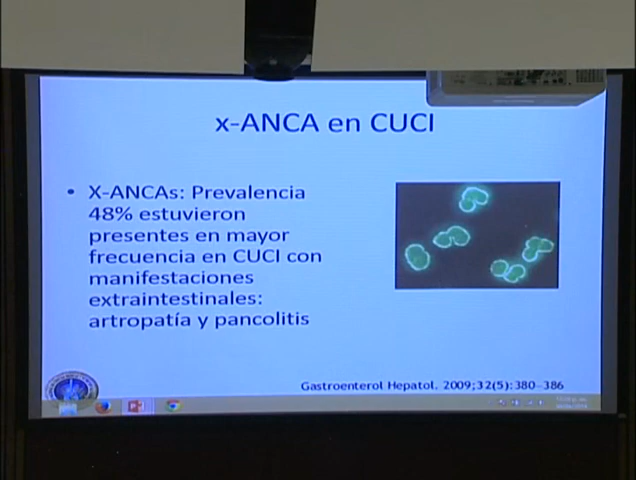 x-ANCA en CUCI
• X-ANCAs: Prevalencia
48% estuvieron
presentes en mayor
frecuencia en CUCI con
manifestaciones
extraintestinales:
artropatía y pancolitis
Gastroenterol Hepatol. 2009;32(5):380-386